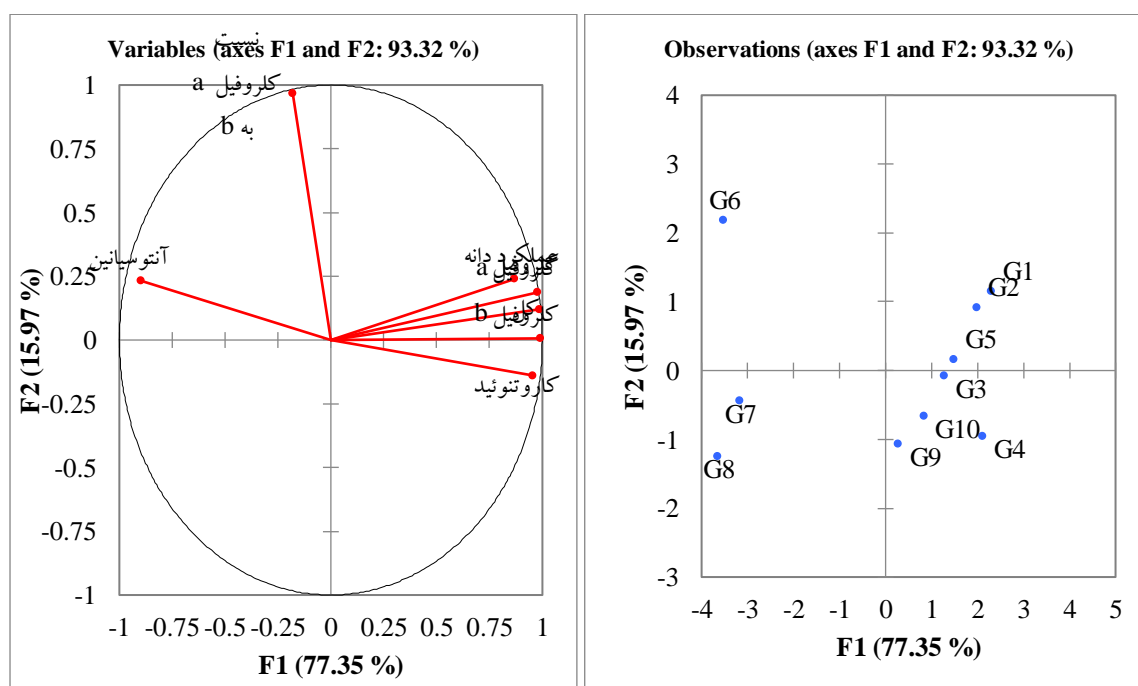 نسبت
Variables (axes F1 and F2: 93.32 %)
کلروفیل a
به b
1
0.75
0.5
0.25
0
-0.25
-0.5
-0.75
-1
F2 (15.97 %)
آنتوسیانین
عملکرد دانه
کلروفیل a
کلروفیل b
کاروتنوئید
-1
-0.75
-0.5
-0.25
0
0.25
0.5
0.75
1
F1 (77.35 %)
Observations (axes F1 and F2: 93.32 %)
4
3
2
1
0
-1
-2
-3
F2 (15.97 %)
G6
G1
G2
G5
G3
G7
G10
G4
G9
G8
-4
-3
-2
-1
0
1
2
3
4
5
F1 (77.35 %)